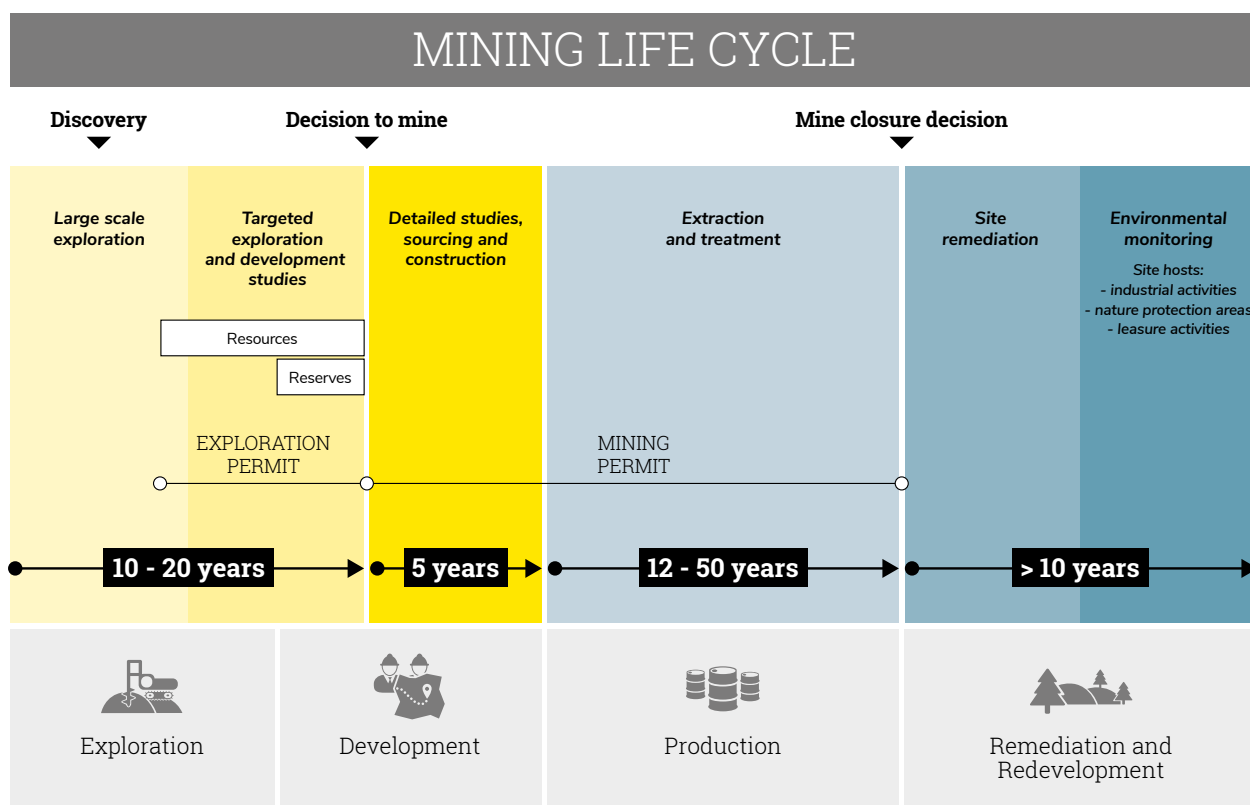 MINING LIFE CYCLE
Discovery
Decision to mine
Mine closure decision
Large scale
exploration
Targeted
exploration
and development
studies
Detailed studies,
sourcing and
construction
Extraction
and treatment
Site
remediation
Environmental
monitoring
Site hosts:
- industrial activities
- nature protection areas
- leasure activities
Resources
Reserves
EXPLORATION
PERMIT
MINING
PERMIT
10 - 20 years
5 years
12 - 50 years
> 10 years
Exploration
Development
Production
Remediation and
Redevelopment